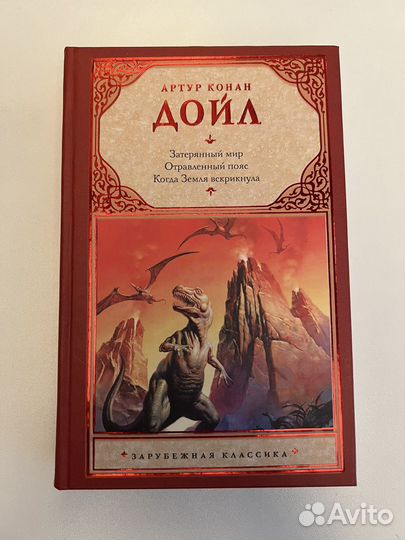 АРТУР КОНАН
ДОЙЛ
Затерянный мир
Отравленный пояс
Когда Земля вскрикнула
ЗАРУБЕЖНАЯ КЛАССИКА
Avito